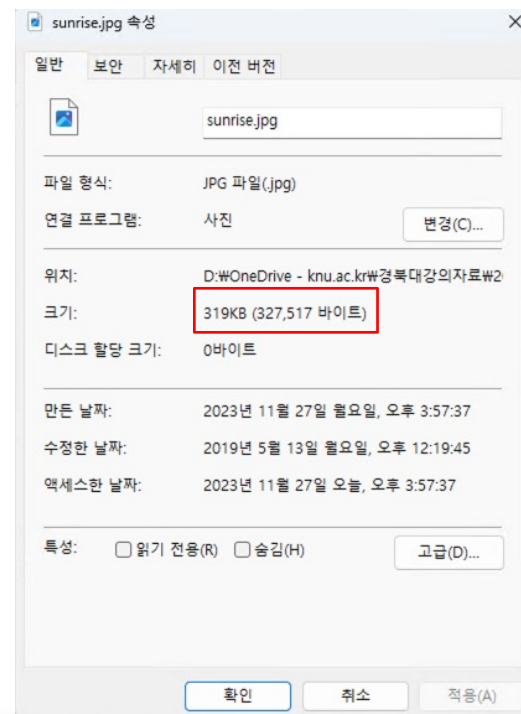 sunrise.jpg 속성
일반 보안 자세히 이전 버전
sunrise.jpg
파일 형식: JPG 파일(.jpg)
연결 프로그램: 사진 변경(C)...
위치: D:₩OneDrive - knu.ac.kr₩경북대강의자료₩2
크기: 319KB (327,517 바이트)
디스크 할당 크기: 0바이트
만든 날짜: 2023년 11월 27일 월요일, 오후 3:57:37
수정한 날짜: 2019년 5월 13일 월요일, 오후 12:19:45
액세스한 날짜: 2023년 11월 27일 오늘, 오후 3:57:37
특성: 읽기 전용(R) 숨김(H) 고급(D)...
확인 취소 적용(A)